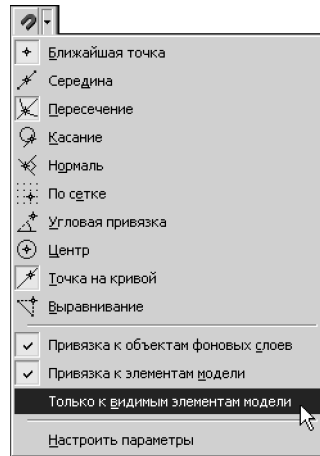 Ближайшая точка
Середина
Пересечение
Касание
Нормаль
По сетке
Угловая привязка
Центр
Точка на кривой
Выравнивание
Привязка к объектам фоновых слоев
Привязка к элементам модели
Только к видимым элементам модели
Настроить параметры